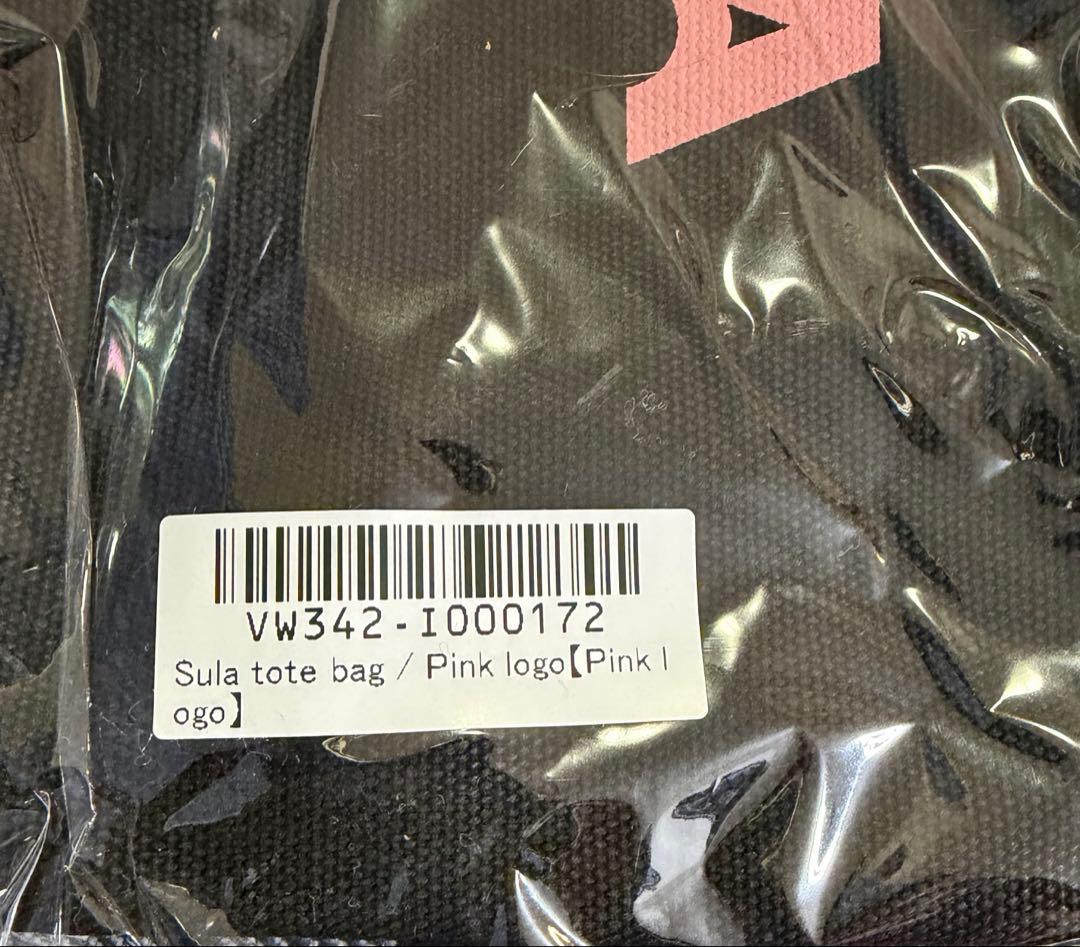 A
VW342-I000172
Sula tote bag / Pink logo【Pink l
ogo】